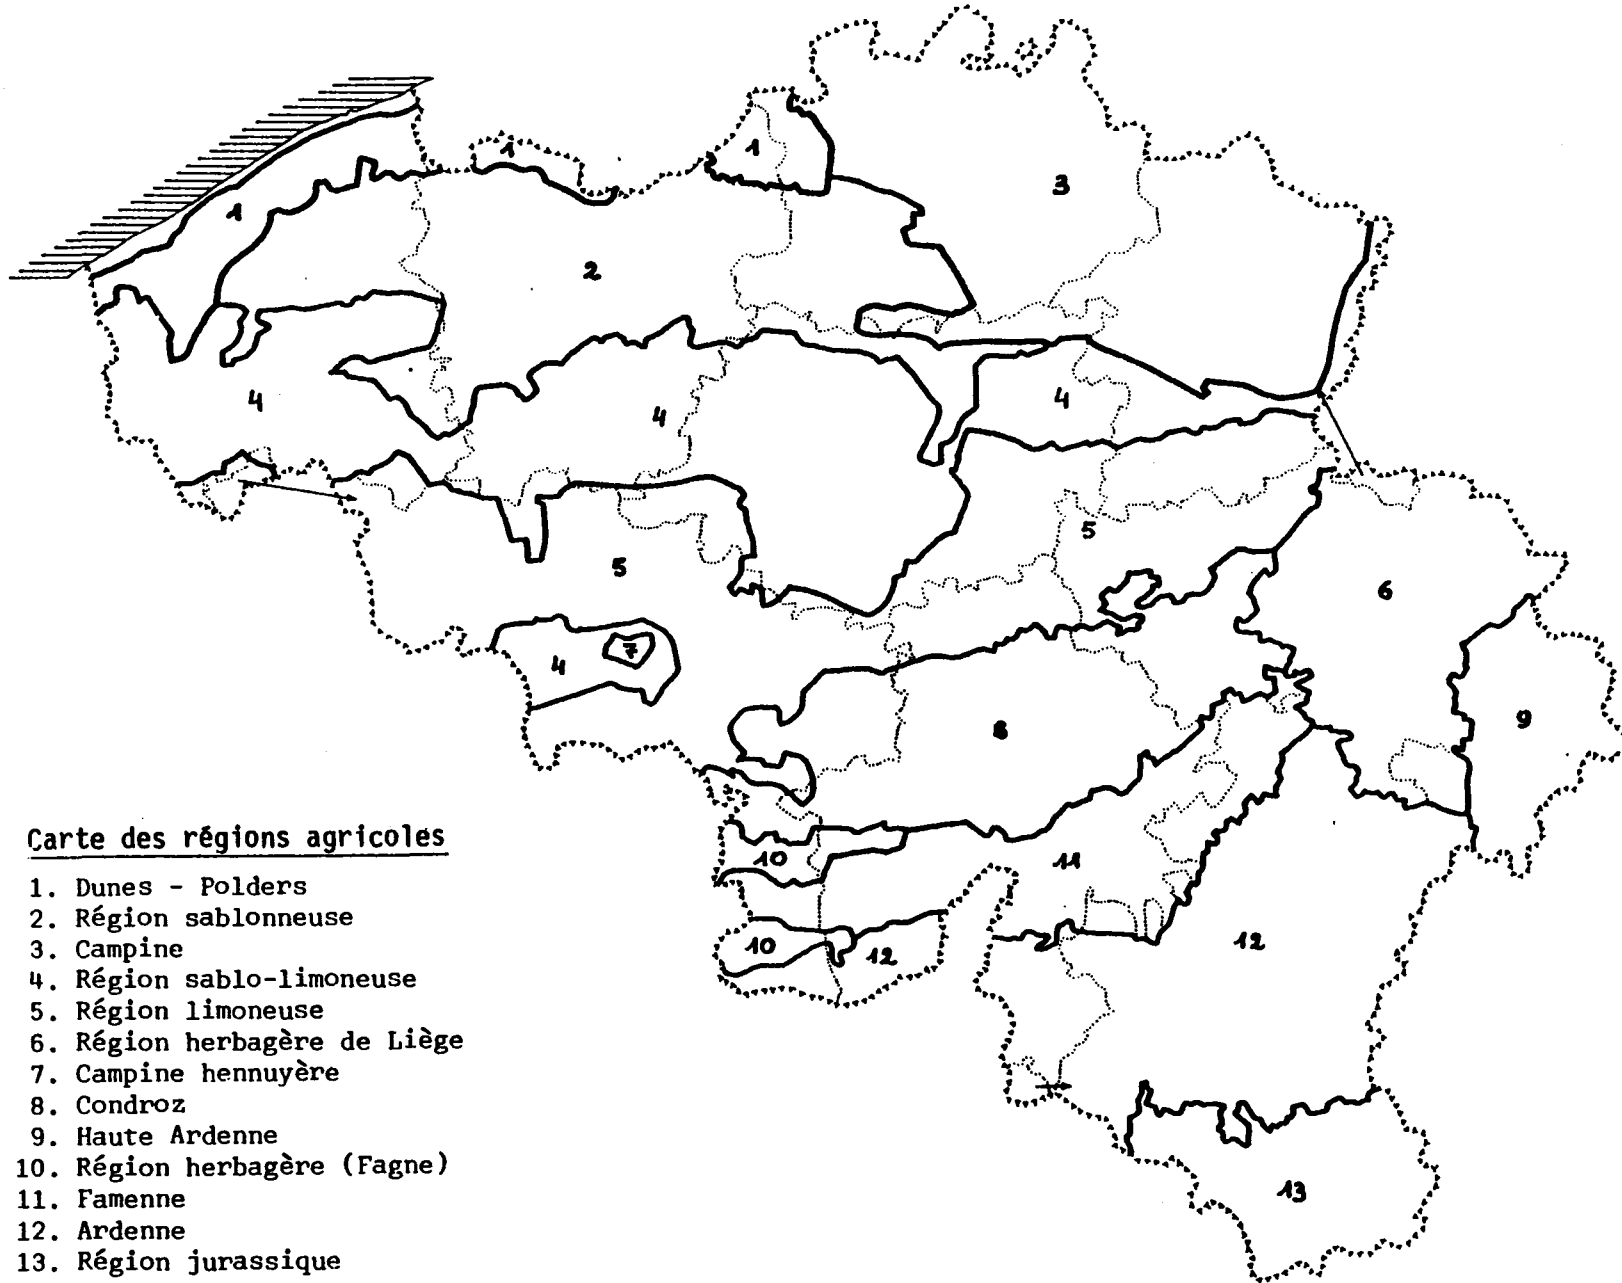 1
1
1
3
2
4
4
4
5
5
6
7
4
9
8
10
11
10
12
12
13
Carte des régions agricoles
1. Dunes - Polders
2. Région sablonneuse
3. Campine
4. Région sablo-limoneuse
5. Région limoneuse
6. Région herbagère de Liège
7. Campine hennuyère
8. Condroz
9. Haute Ardenne
10. Région herbagère (Fagne)
11. Famenne
12. Ardenne
13. Région jurassique